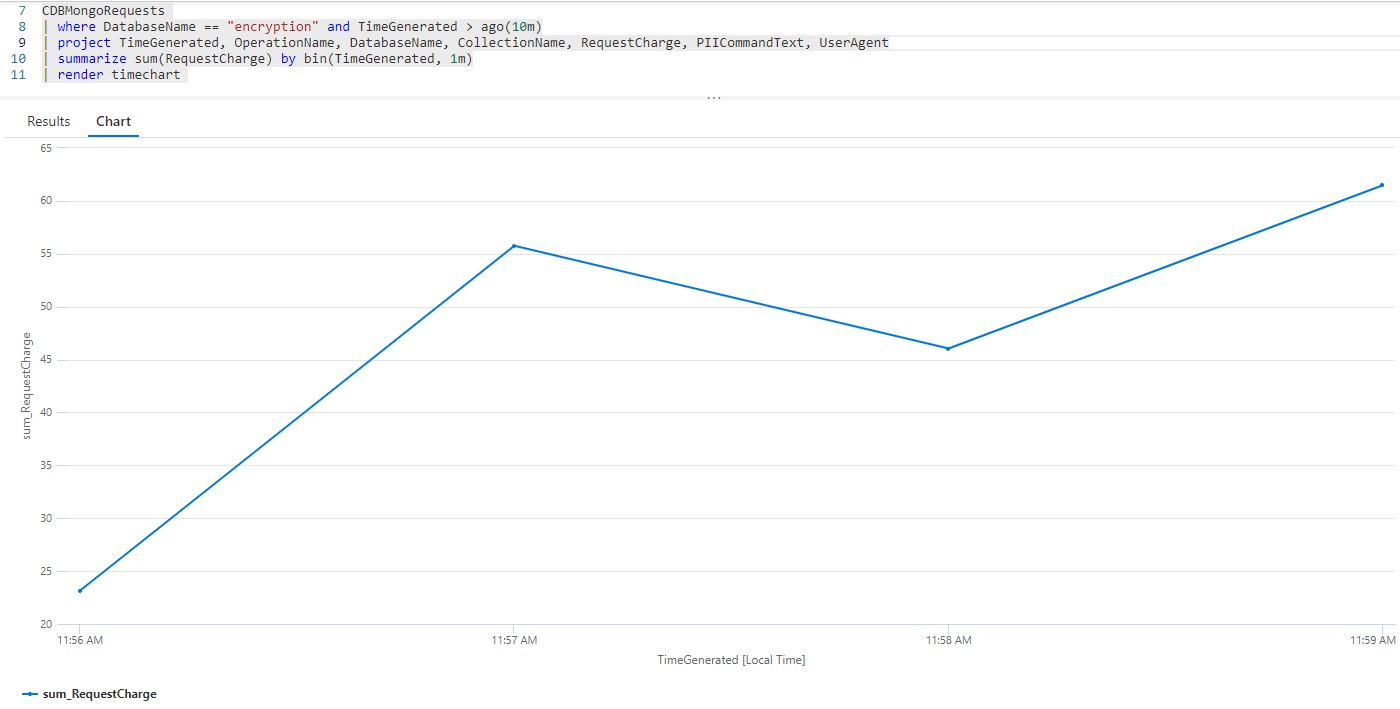 7 CDBMongoRequests
8 | where DatabaseName == "encryption" and TimeGenerated > ago(10m)
9 | project TimeGenerated, OperationName, DatabaseName, CollectionName, RequestCharge, PIICommandText, UserAgent
10 | summarize sum(RequestCharge) by bin(TimeGenerated, 1m)
11 | render timechart
...
Results Chart
65
60
55
50
45
40
35
30
25
20
sum_RequestCharge
11:56 AM 11:57 AM 11:58 AM 11:59 AM
TimeGenerated [Local Time]
sum_RequestCharge